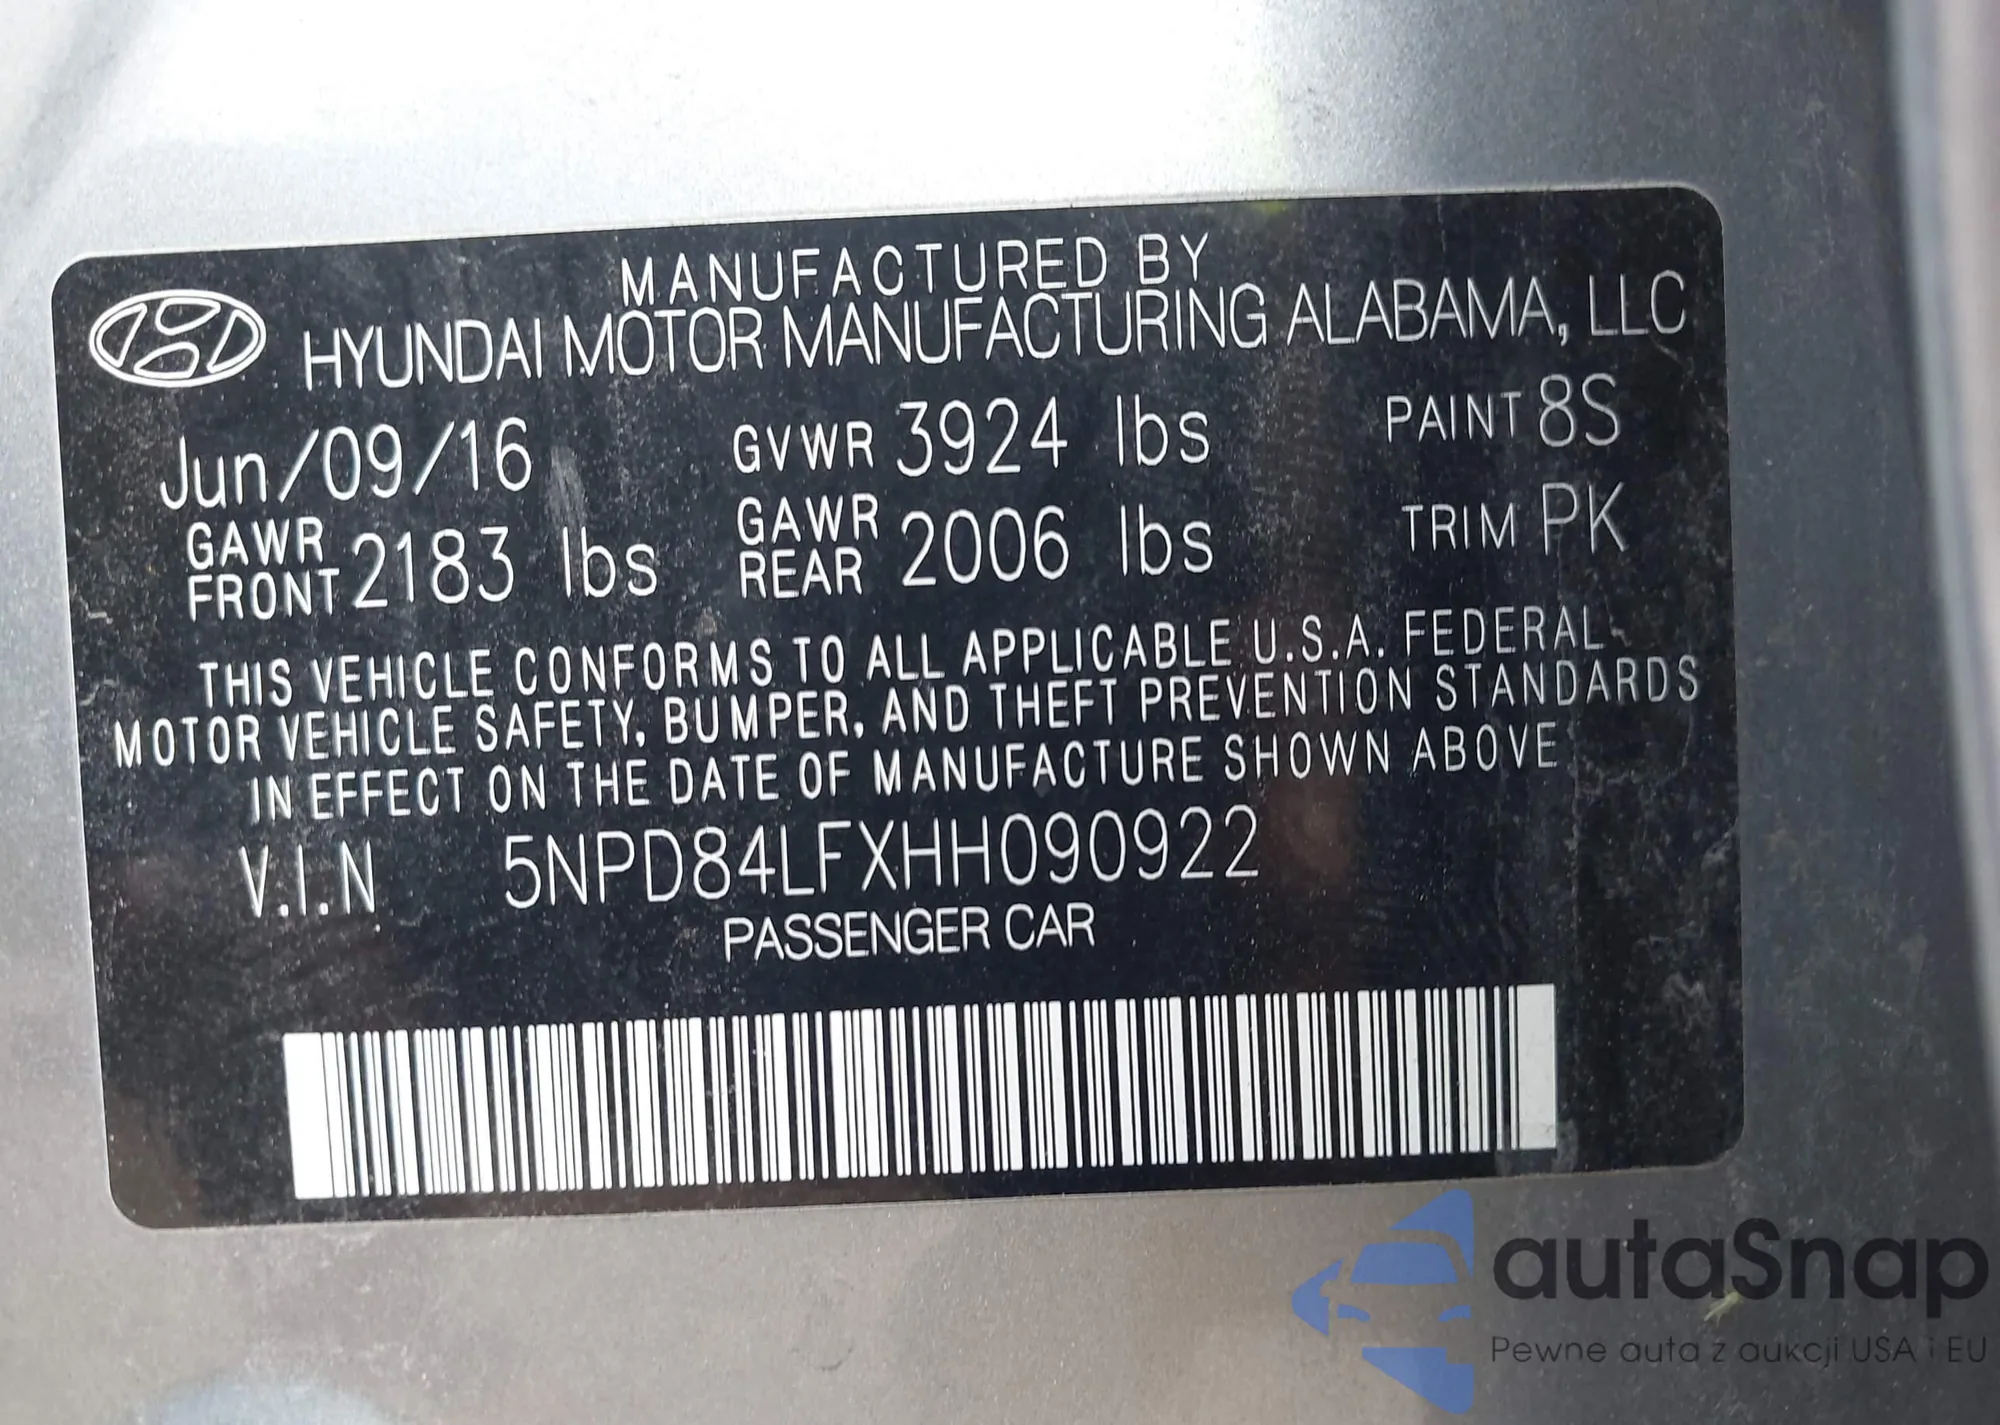 MANUFACTURED BY
HYUNDAI MOTOR MANUFACTURING ALABAMA, LLC
Jun/09/16 GVWR 3924 lbs PAINT 8S
GAWR FRONT 2183 lbs GAWR REAR 2006 lbs TRIM PK
THIS VEHICLE CONFORMS TO ALL APPLICABLE U.S.A. FEDERAL
MOTOR VEHICLE SAFETY, BUMPER, AND THEFT PREVENTION STANDARDS
IN EFFECT ON THE DATE OF MANUFACTURE SHOWN ABOVE
V.I.N 5NPD84LFXHH090922
PASSENGER CAR
autoSnap
Pewne auta z aukcji USA i EU